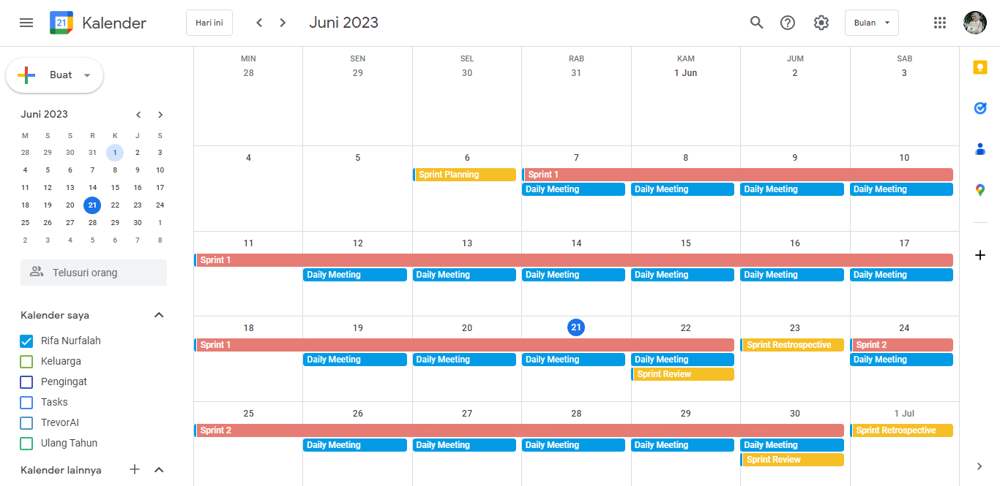 21 Kalender Hari ini Juni 2023 Bulan
Buat
Juni 2023
M S S R K J S
28 29 30 31 1 2 3
4 5 6 7 8 9 10
11 12 13 14 15 16 17
18 19 20 21 22 23 24
25 26 27 28 29 30 1
2 3 4 5 6 7 8
Telusuri orang
Kalender saya
Rifa Nurfalah
Keluarga
Pengingat
Tasks
TrevorAI
Ulang Tahun
Kalender lainnya
MIN SEN SEL RAB KAM JUM SAB
28 29 30 31 1 Jun 2 3
4 5 6 7 8 9 10
Sprint Planning Sprint 1
Daily Meeting Daily Meeting Daily Meeting Daily Meeting
11 12 13 14 15 16 17
Sprint 1
Daily Meeting Daily Meeting Daily Meeting Daily Meeting Daily Meeting Daily Meeting
18 19 20 21 22 23 24
Sprint 1 Sprint Restrospective Sprint 2
Daily Meeting Daily Meeting Daily Meeting Daily Meeting Daily Meeting
Sprint Review
25 26 27 28 29 30 1 Jul
Sprint 2 Sprint Retrospective
Daily Meeting Daily Meeting Daily Meeting Daily Meeting Daily Meeting
Sprint Review